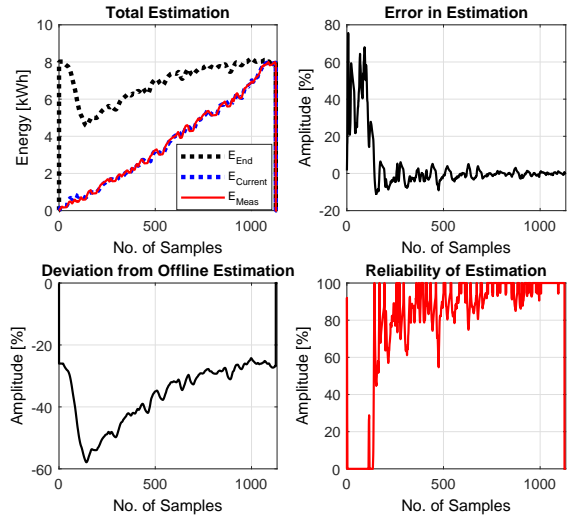 Total Estimation
Energy [kWh]
10
8
6
4
2
0
E_End
E_Current
E_Meas
0
500
1000
No. of Samples
Error in Estimation
Amplitude [%]
80
60
40
20
0
-20
0
500
1000
No. of Samples
Deviation from Offline Estimation
Amplitude [%]
0
-20
-40
-60
0
500
1000
No. of Samples
Reliability of Estimation
Amplitude [%]
100
80
60
40
20
0
0
500
1000
No. of Samples